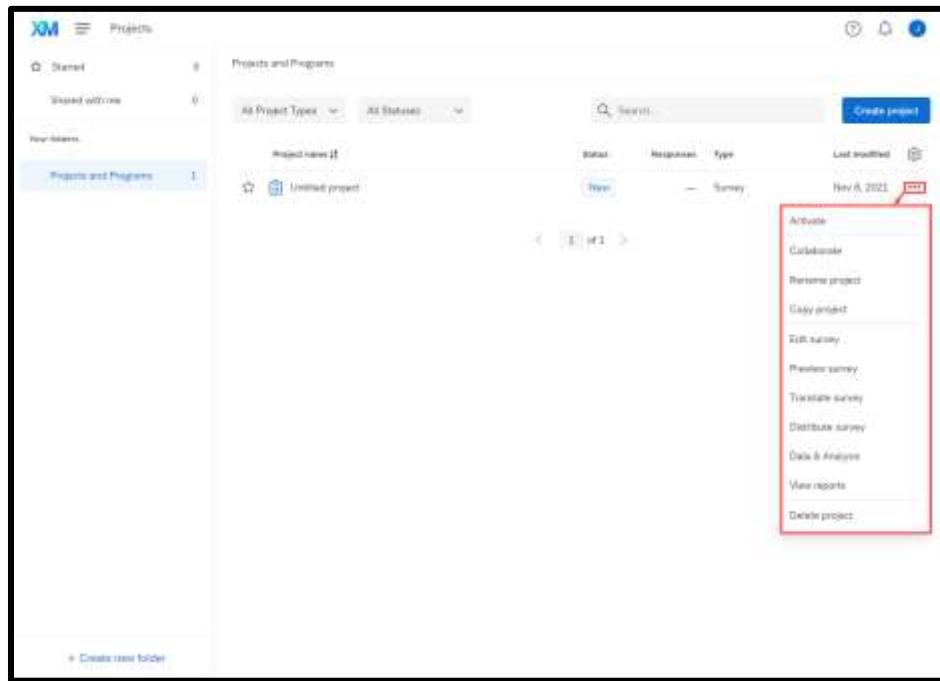 XM Projects
Starred 0
Shared with me 0
Your folders
Projects and Programs 1
+ Create new folder
Projects and Programs
All Project Types All Statuses Search... Create project
Project name Status Responses Type Last modified
Untitled project New — Survey Nov 8, 2021
Activate
Collaborate
Rename project
Copy project
Edit survey
Preview survey
Translate survey
Distribute survey
Data & Analysis
View reports
Delete project
< 1 of 1 >